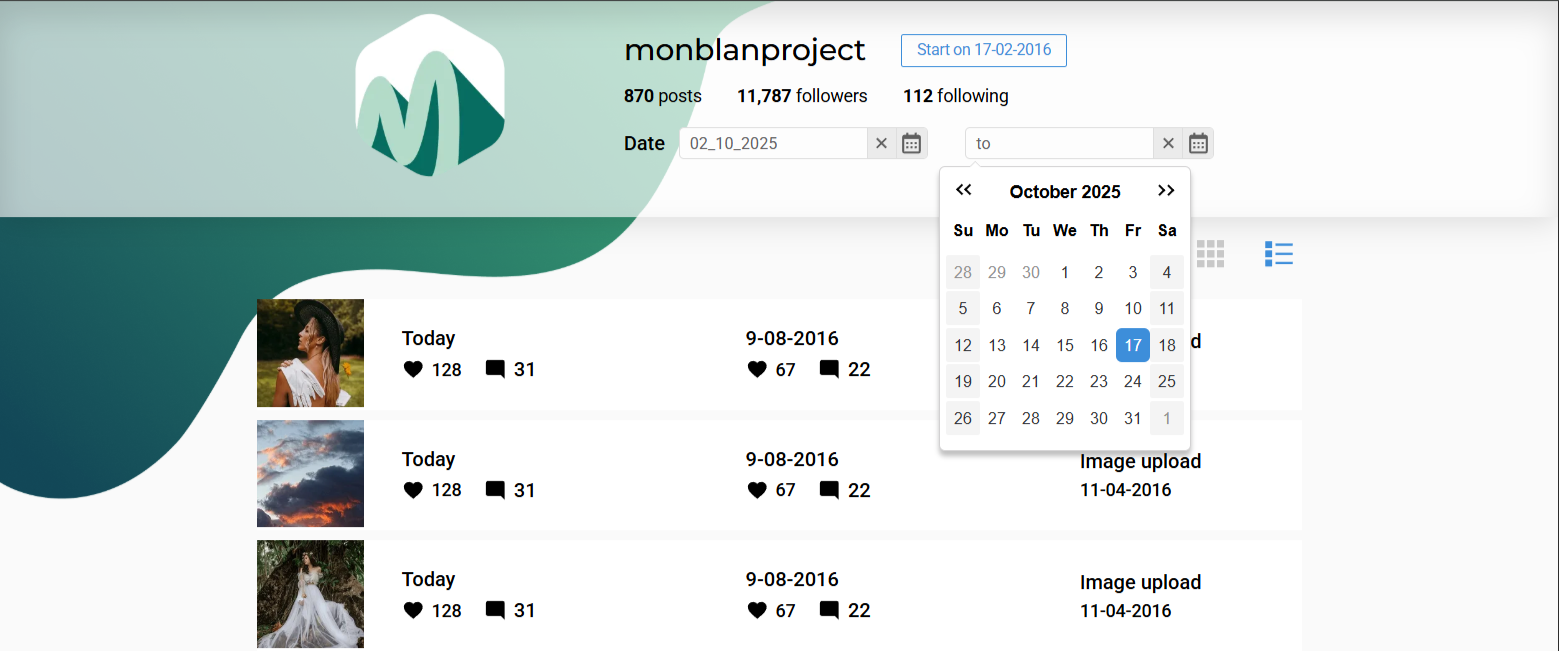 monblanproject Start on 17-02-2016
870 posts 11,787 followers 112 following
Date 02_10_2025 to
October 2025
Su Mo Tu We Th Fr Sa
28 29 30 1 2 3 4
5 6 7 8 9 10 11
12 13 14 15 16 17 18
19 20 21 22 23 24 25
26 27 28 29 30 31 1
Today 9-08-2016 d
128 31 67 22
Today 9-08-2016 Image upload
128 31 67 22 11-04-2016
Today 9-08-2016 Image upload
128 31 67 22 11-04-2016